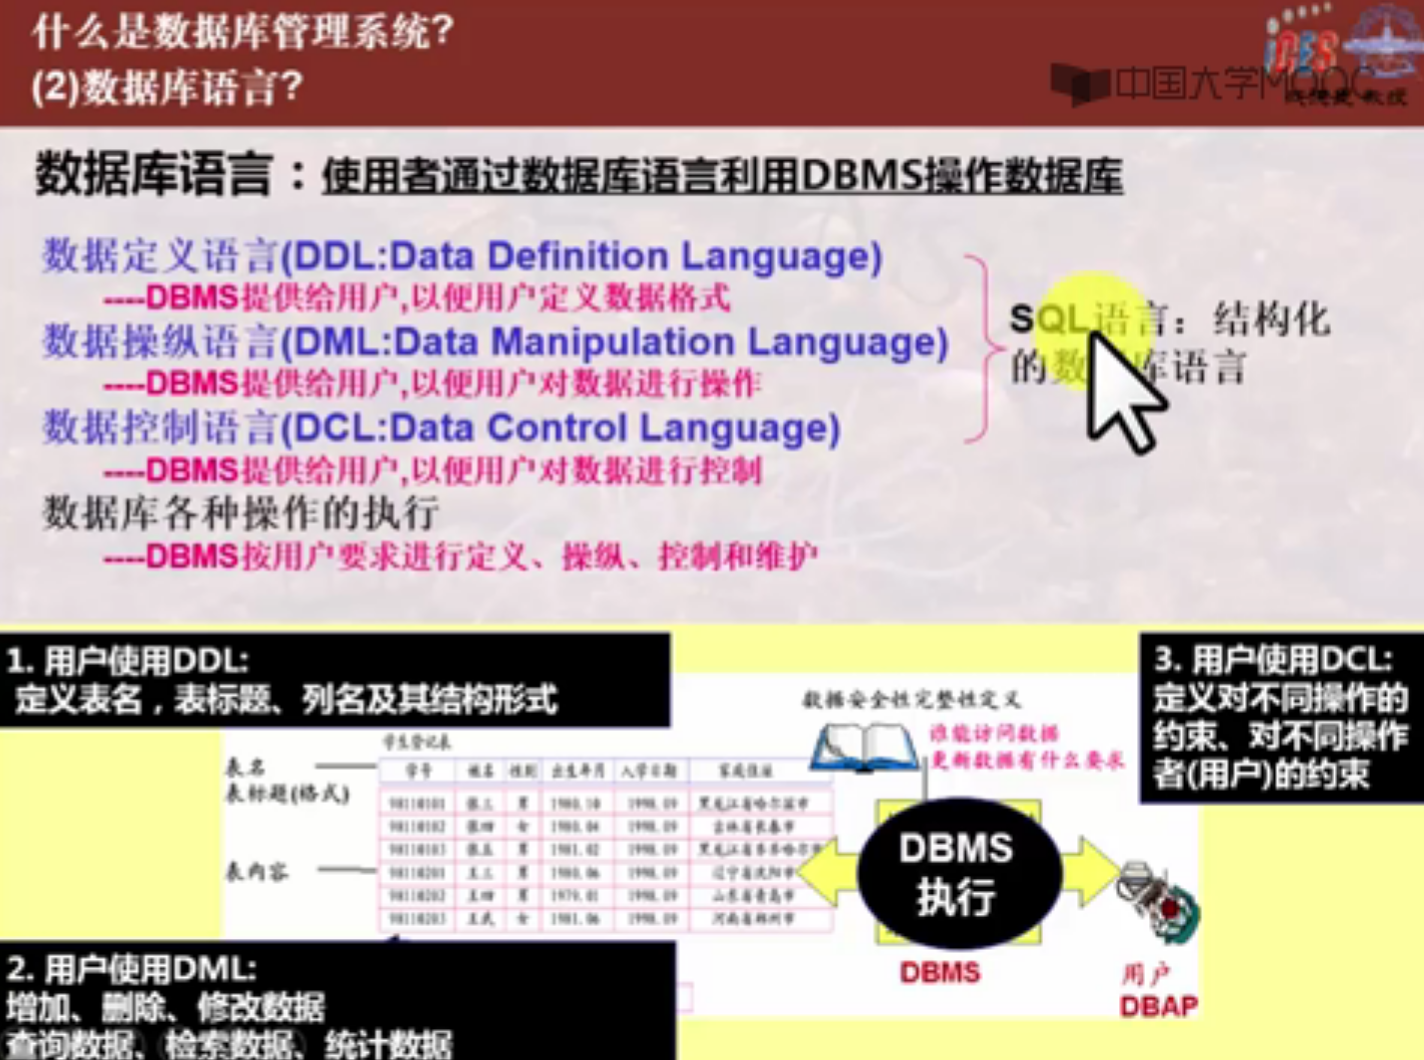 什么是数据库管理系统?
(2)数据库语言?
中国大学MOOC
数据库语言：使用者通过数据库语言利用DBMS操作数据库
数据定义语言(DDL:Data Definition Language)
----DBMS提供给用户,以便用户定义数据格式
数据操纵语言(DML:Data Manipulation Language)
----DBMS提供给用户,以便用户对数据进行操作
数据控制语言(DCL:Data Control Language)
----DBMS提供给用户,以便用户对数据进行控制
SQL语言：结构化
的数据库语言
数据库各种操作的执行
----DBMS按用户要求进行定义、操纵、控制和维护
1. 用户使用DDL:
定义表名，表标题、列名及其结构形式
3. 用户使用DCL:
定义对不同操作的
约束、对不同操作
者(用户)的约束
数据安全性完整性定义
谁能访问数据
更新数据有什么要求
学生登记表
表名
表标题(格式)
表内容
学号 姓名 性别 出生年月 入学日期 家庭住址
98110101 张三 男 1980.10 1998.09 黑龙江省哈尔滨市
98110102 张四 女 1980.04 1998.09 吉林省长春市
98110103 张五 男 1981.02 1998.09 黑龙江省齐齐哈尔市
98110201 王三 男 1980.06 1998.09 辽宁省沈阳市
98110202 王四 男 1979.01 1998.09 山东省青岛市
98110203 王武 女 1981.06 1998.09 河南省郑州市
DBMS
执行
DBMS
用户
DBAP
2. 用户使用DML:
增加、删除、修改数据
查询数据、检索数据、统计数据